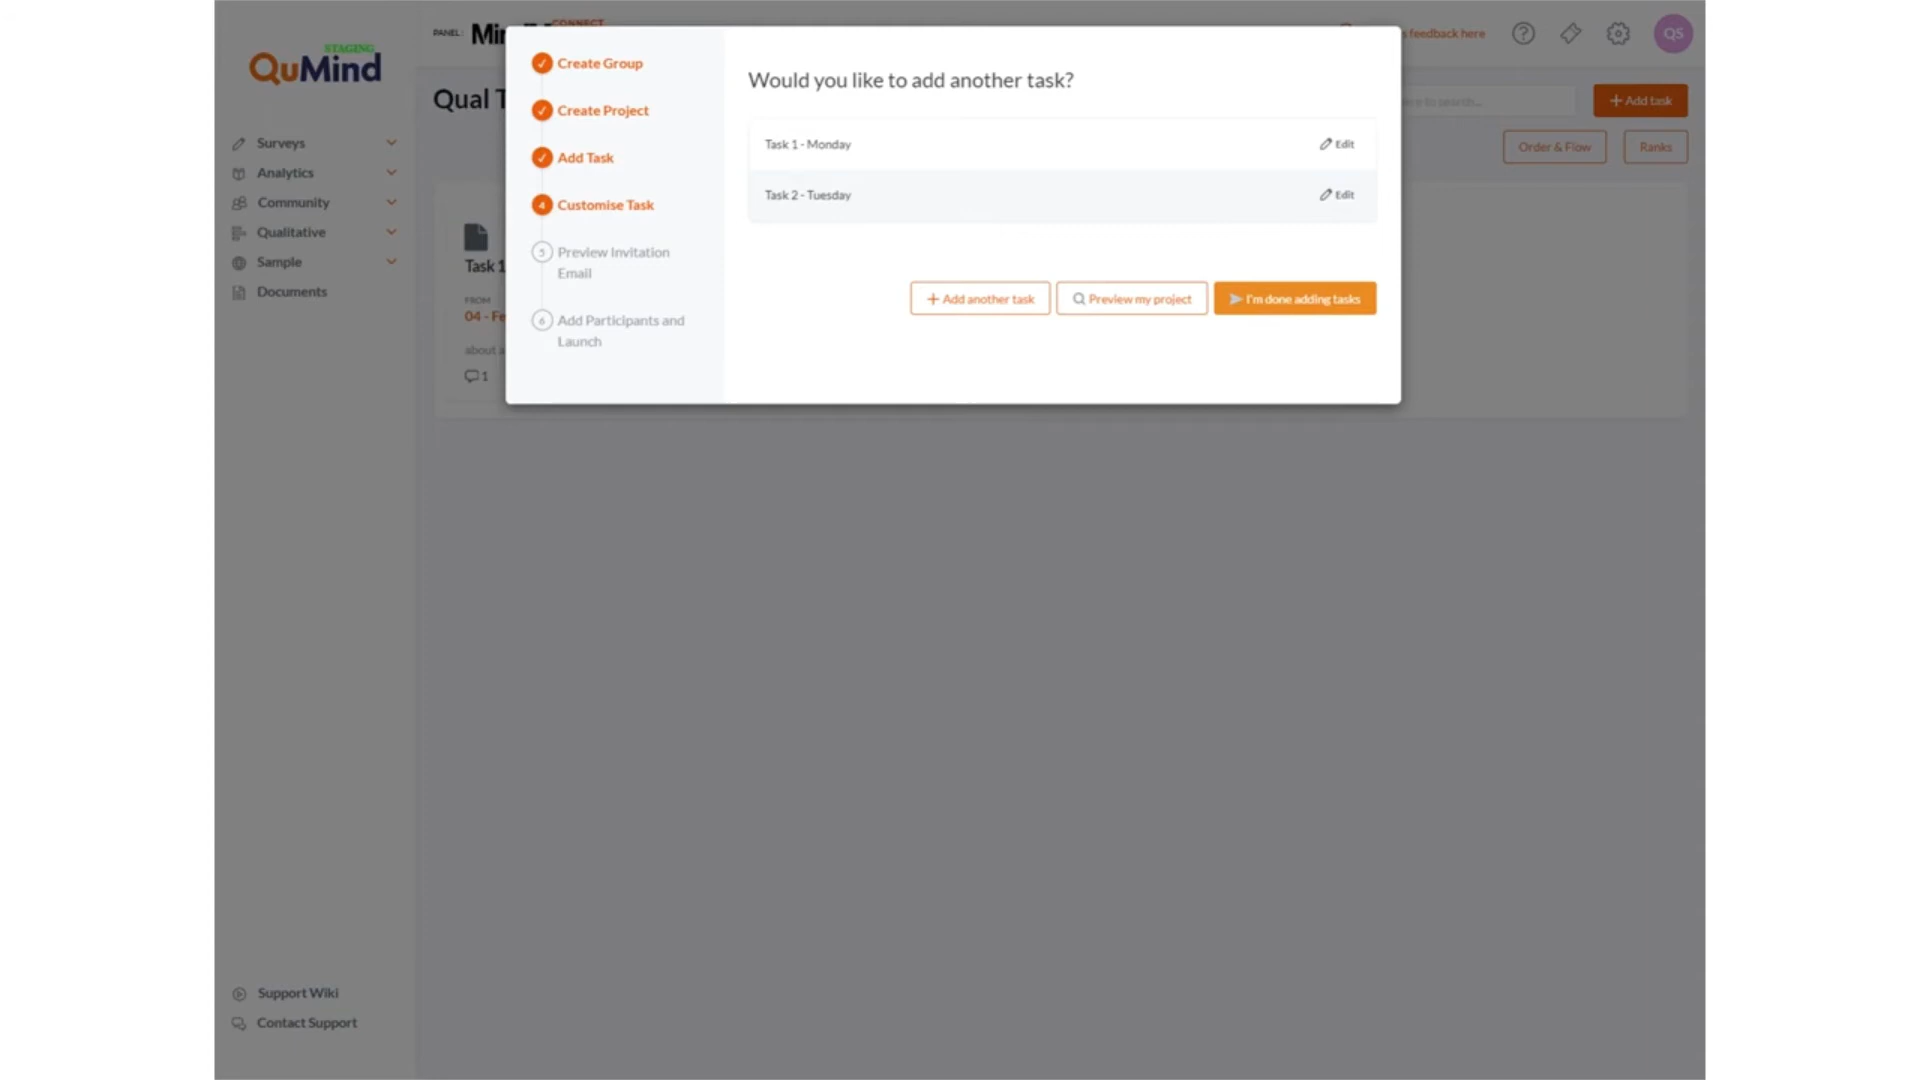 STAGING
QuMind
Surveys
Analytics
Community
Qualitative
Sample
Documents
Support Wiki
Contact Support
PANEL:
CONNECT
s feedback here
QS
Qual T
ere to search...
+ Add task
Order & Flow
Ranks
Task 1
FROM
04 - Fe
about a
1
Create Group
Create Project
Add Task
4 Customise Task
5 Preview Invitation
Email
6 Add Participants and
Launch
Would you like to add another task?
Task 1 - Monday
Edit
Task 2 - Tuesday
Edit
+ Add another task
Preview my project
I'm done adding tasks